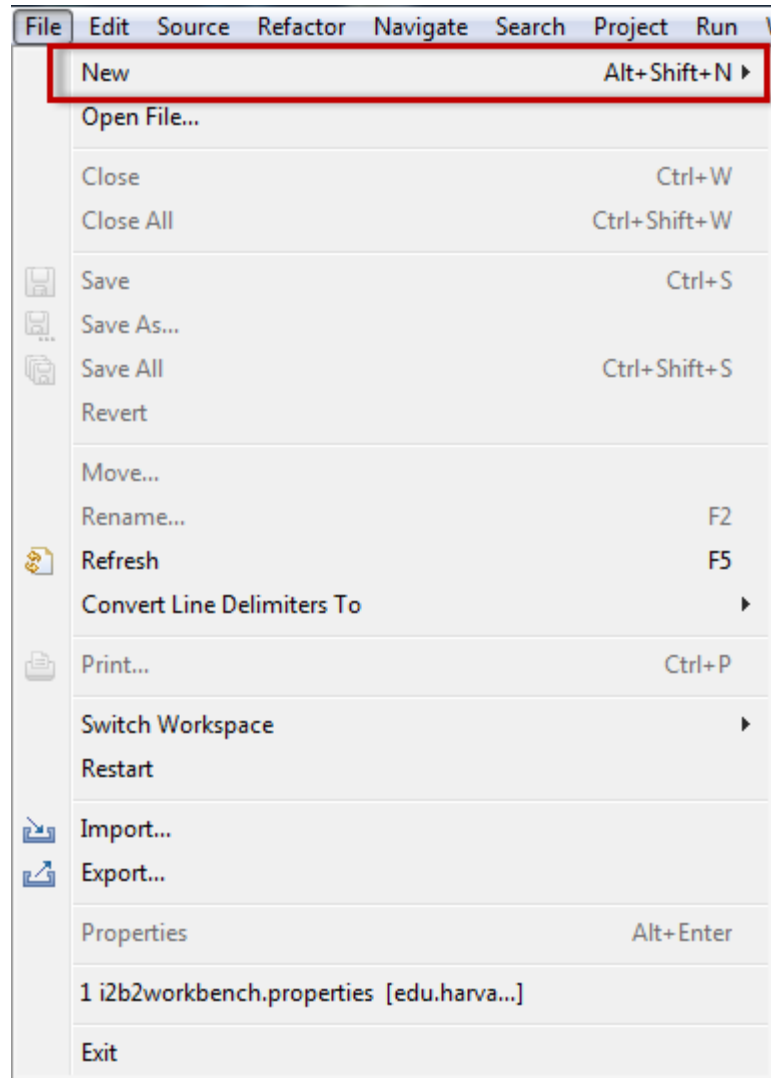 File Edit Source Refactor Navigate Search Project Run
New Alt+Shift+N
Open File...
Close Ctrl+W
Close All Ctrl+Shift+W
Save Ctrl+S
Save As...
Save All Ctrl+Shift+S
Revert
Move...
Rename... F2
Refresh F5
Convert Line Delimiters To
Print... Ctrl+P
Switch Workspace
Restart
Import...
Export...
Properties Alt+Enter
1 i2b2workbench.properties [edu.harva...]
Exit